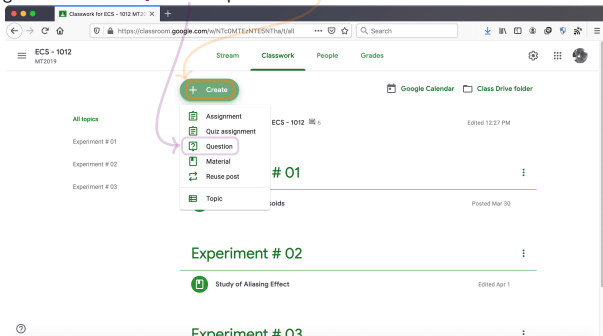 Classwork for ECS - 1012 MT20
https://classroom.google.com/w/NTc0MTEzNTE5NTha/t/all
Search
ECS - 1012
MT2019
Stream
Classwork
People
Grades
Create
Google Calendar
Class Drive folder
All topics
Experiment # 01
Experiment # 02
Experiment # 03
Assignment
Quiz assignment
Question
Material
Reuse post
Topic
ECS - 1012
5
Edited 12:27 PM
# 01
Posted Mar 30
Experiment # 02
Study of Aliasing Effect
Edited Apr 1
Experiment # 03